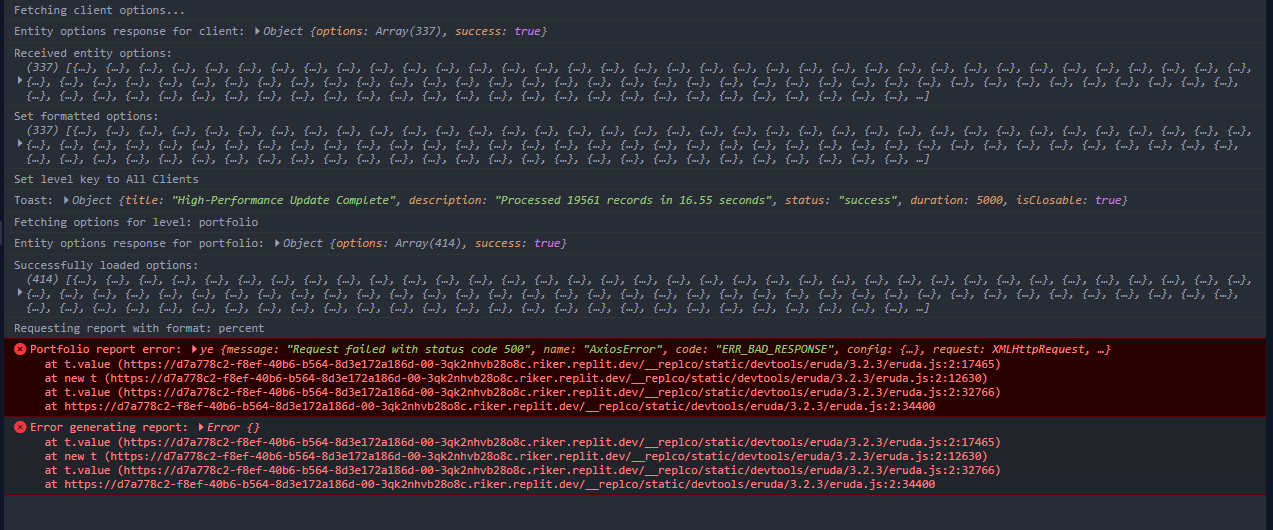 Fetching client options...
Entity options response for client: ▶Object {options: Array(337), success: true}
Received entity options:
(337) [{…}, {…}, {…}, {…}, {…}, {…}, {…}, {…}, {…}, {…}, {…}, {…}, {…}, {…}, {…}, {…}, {…}, {…}, {…}, {…}, {…}, {…}, {…}, {…}, {…}, {…}, {…}, {…}, {…}, {…}, {…}, {…}, {…}, {…}, {…}, {…},
▶{…}, {…}, {…}, {…}, {…}, {…}, {…}, {…}, {…}, {…}, {…}, {…}, {…}, {…}, {…}, {…}, {…}, {…}, {…}, {…}, {…}, {…}, {…}, {…}, {…}, {…}, {…}, {…}, {…}, {…}, {…}, {…}, {…}, {…}, {…}, {…}, {…},
{…}, {…}, {…}, {…}, {…}, {…}, {…}, {…}, {…}, {…}, {…}, {…}, {…}, {…}, {…}, {…}, {…}, {…}, {…}, {…}, {…}, {…}, {…}, {…}, {…}, {…}, {…}, …]
Set formatted options:
(337) [{…}, {…}, {…}, {…}, {…}, {…}, {…}, {…}, {…}, {…}, {…}, {…}, {…}, {…}, {…}, {…}, {…}, {…}, {…}, {…}, {…}, {…}, {…}, {…}, {…}, {…}, {…}, {…}, {…}, {…}, {…}, {…}, {…}, {…}, {…}, {…},
▶{…}, {…}, {…}, {…}, {…}, {…}, {…}, {…}, {…}, {…}, {…}, {…}, {…}, {…}, {…}, {…}, {…}, {…}, {…}, {…}, {…}, {…}, {…}, {…}, {…}, {…}, {…}, {…}, {…}, {…}, {…}, {…}, {…}, {…}, {…}, {…}, {…},
{…}, {…}, {…}, {…}, {…}, {…}, {…}, {…}, {…}, {…}, {…}, {…}, {…}, {…}, {…}, {…}, {…}, {…}, {…}, {…}, {…}, {…}, {…}, {…}, {…}, {…}, {…}, …]
Set level key to All Clients
Toast: ▶Object {title: "High-Performance Update Complete", description: "Processed 19561 records in 16.55 seconds", status: "success", duration: 5000, isClosable: true}
Fetching options for level: portfolio
Entity options response for portfolio: ▶Object {options: Array(414), success: true}
Successfully loaded options:
(414) [{…}, {…}, {…}, {…}, {…}, {…}, {…}, {…}, {…}, {…}, {…}, {…}, {…}, {…}, {…}, {…}, {…}, {…}, {…}, {…}, {…}, {…}, {…}, {…}, {…}, {…}, {…}, {…}, {…}, {…}, {…}, {…}, {…}, {…}, {…}, {…},
▶{…}, {…}, {…}, {…}, {…}, {…}, {…}, {…}, {…}, {…}, {…}, {…}, {…}, {…}, {…}, {…}, {…}, {…}, {…}, {…}, {…}, {…}, {…}, {…}, {…}, {…}, {…}, {…}, {…}, {…}, {…}, {…}, {…}, {…}, {…}, {…}, {…},
{…}, {…}, {…}, {…}, {…}, {…}, {…}, {…}, {…}, {…}, {…}, {…}, {…}, {…}, {…}, {…}, {…}, {…}, {…}, {…}, {…}, {…}, {…}, {…}, {…}, {…}, {…}, …]
Requesting report with format: percent
Portfolio report error: ▶ye {message: "Request failed with status code 500", name: "AxiosError", code: "ERR_BAD_RESPONSE", config: {…}, request: XMLHttpRequest, …}
at t.value (https://d7a778c2-f8ef-40b6-b564-8d3e172a186d-00-3qk2nhvb28o8c.riker.replit.dev/__replco/static/devtools/eruda/3.2.3/eruda.js:2:17465)
at new t (https://d7a778c2-f8ef-40b6-b564-8d3e172a186d-00-3qk2nhvb28o8c.riker.replit.dev/__replco/static/devtools/eruda/3.2.3/eruda.js:2:12630)
at t.value (https://d7a778c2-f8ef-40b6-b564-8d3e172a186d-00-3qk2nhvb28o8c.riker.replit.dev/__replco/static/devtools/eruda/3.2.3/eruda.js:2:32766)
at https://d7a778c2-f8ef-40b6-b564-8d3e172a186d-00-3qk2nhvb28o8c.riker.replit.dev/__replco/static/devtools/eruda/3.2.3/eruda.js:2:34400
Error generating report: ▶Error {}
at t.value (https://d7a778c2-f8ef-40b6-b564-8d3e172a186d-00-3qk2nhvb28o8c.riker.replit.dev/__replco/static/devtools/eruda/3.2.3/eruda.js:2:17465)
at new t (https://d7a778c2-f8ef-40b6-b564-8d3e172a186d-00-3qk2nhvb28o8c.riker.replit.dev/__replco/static/devtools/eruda/3.2.3/eruda.js:2:12630)
at t.value (https://d7a778c2-f8ef-40b6-b564-8d3e172a186d-00-3qk2nhvb28o8c.riker.replit.dev/__replco/static/devtools/eruda/3.2.3/eruda.js:2:32766)
at https://d7a778c2-f8ef-40b6-b564-8d3e172a186d-00-3qk2nhvb28o8c.riker.replit.dev/__replco/static/devtools/eruda/3.2.3/eruda.js:2:34400